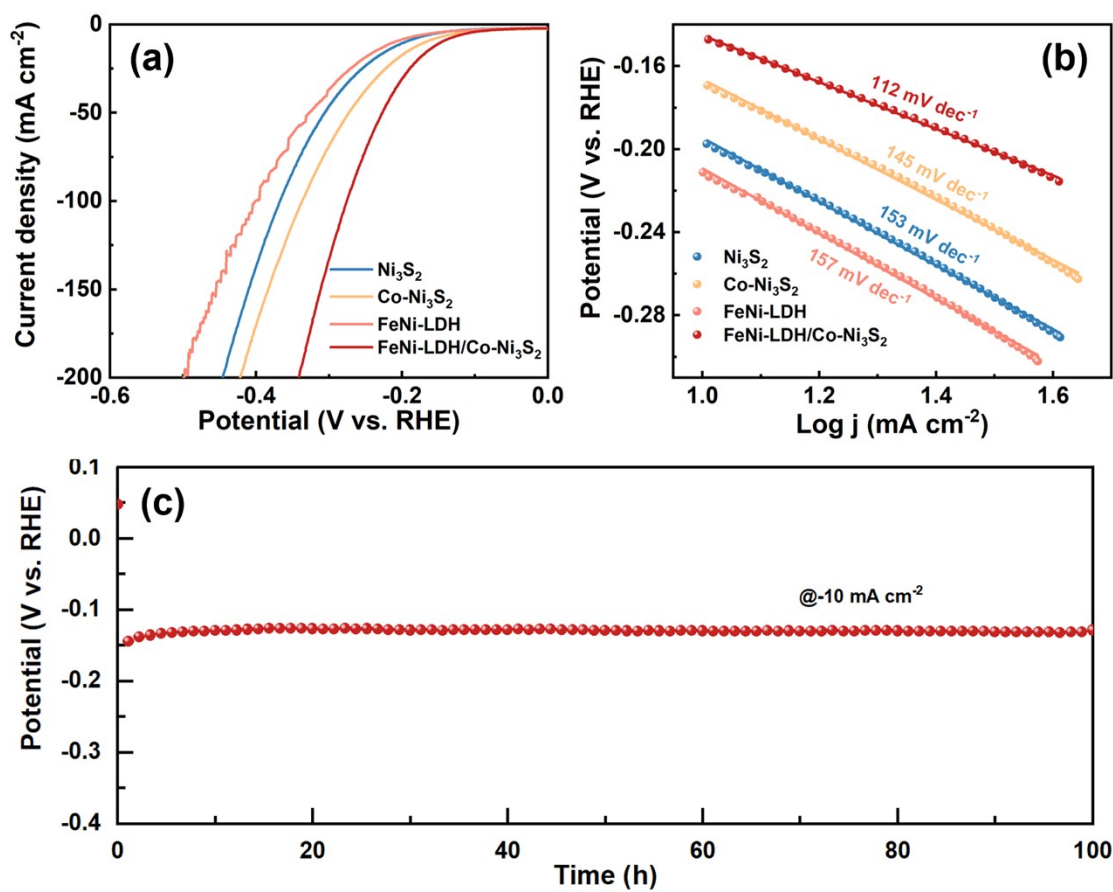 (a)
Current density (mA cm⁻²)
0
-50
-100
-150
-200
Ni₃S₂
Co-Ni₃S₂
FeNi-LDH
FeNi-LDH/Co-Ni₃S₂
-0.6
-0.4
-0.2
0.0
Potential (V vs. RHE)
(b)
Potential (V vs. RHE)
-0.16
-0.20
-0.24
-0.28
112 mV dec⁻¹
145 mV dec⁻¹
153 mV dec⁻¹
157 mV dec⁻¹
Ni₃S₂
Co-Ni₃S₂
FeNi-LDH
FeNi-LDH/Co-Ni₃S₂
1.0
1.2
1.4
1.6
Log j (mA cm⁻²)
(c)
Potential (V vs. RHE)
0.1
0.0
-0.1
-0.2
-0.3
-0.4
@-10 mA cm⁻²
0
20
40
60
80
100
Time (h)